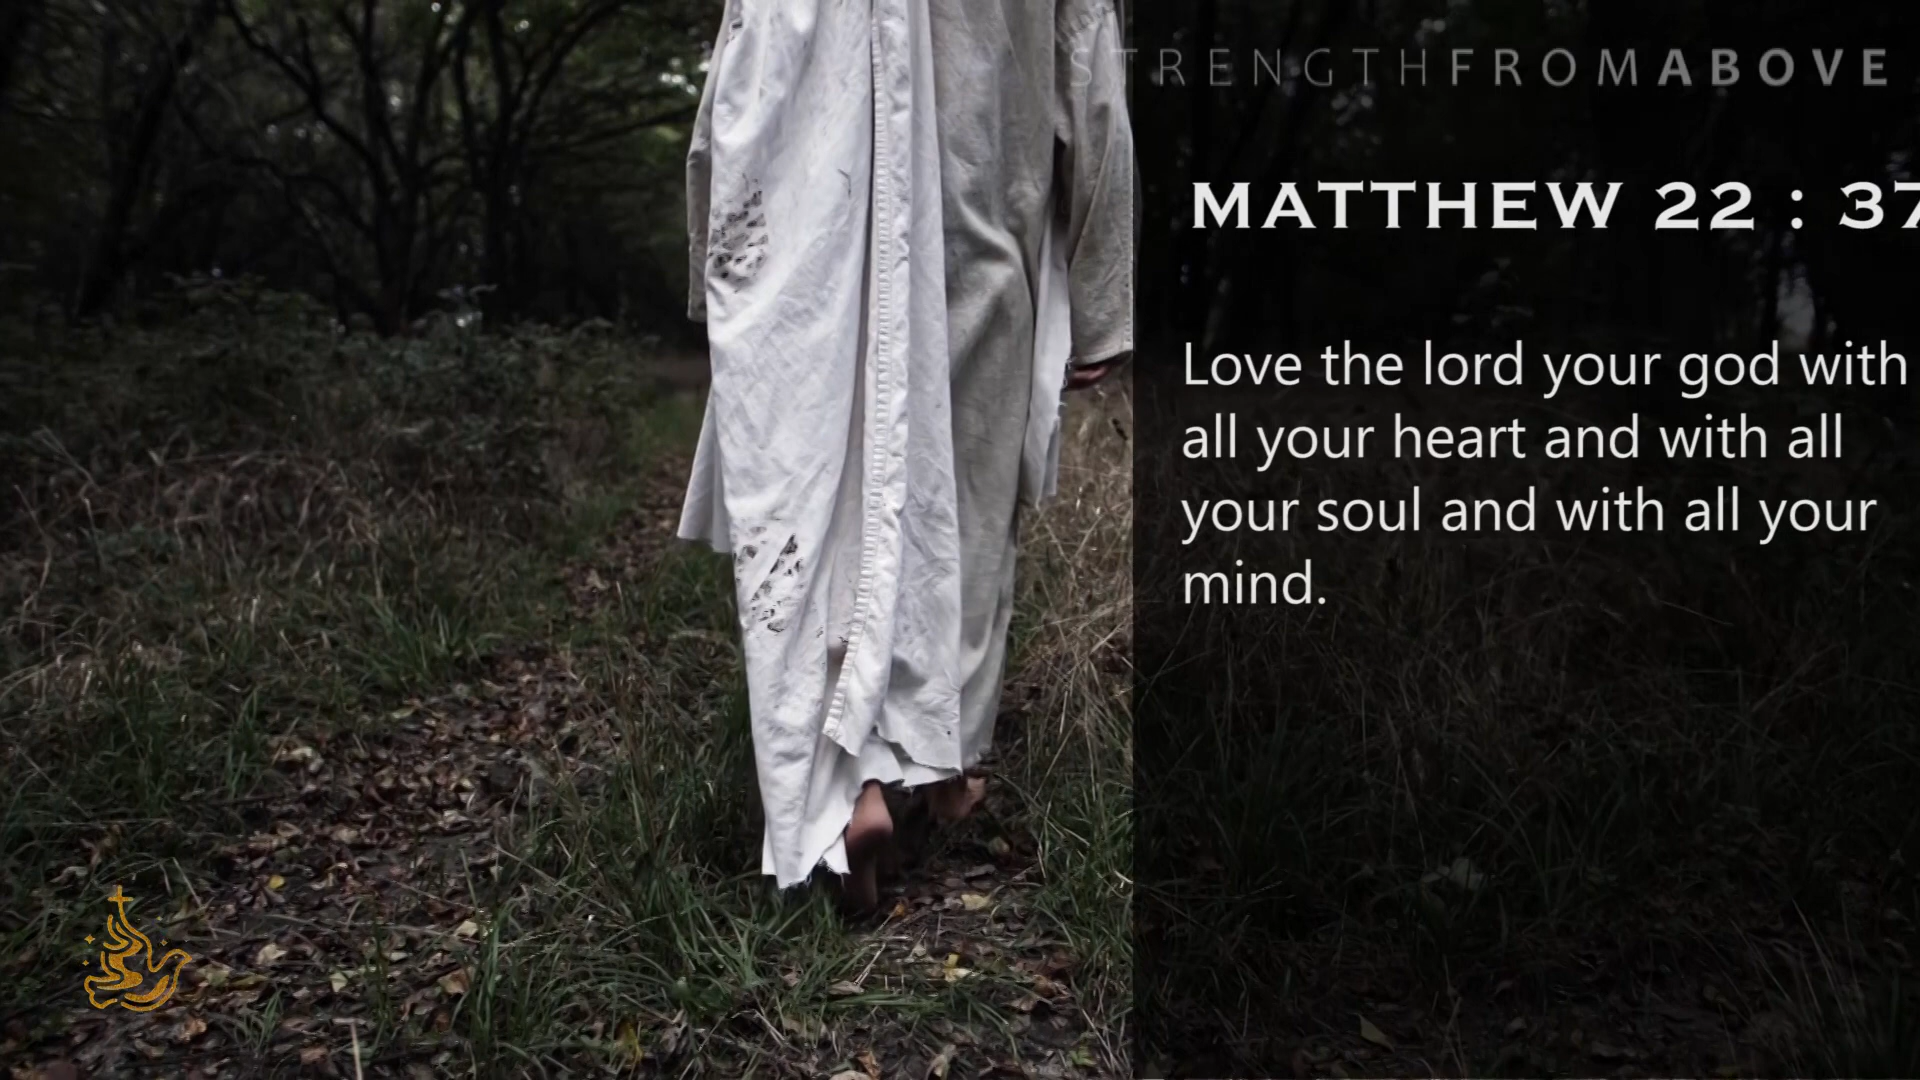 STRENGTHFROMABOVE
MATTHEW 22 : 37
Love the lord your god with
all your heart and with all
your soul and with all your
mind.